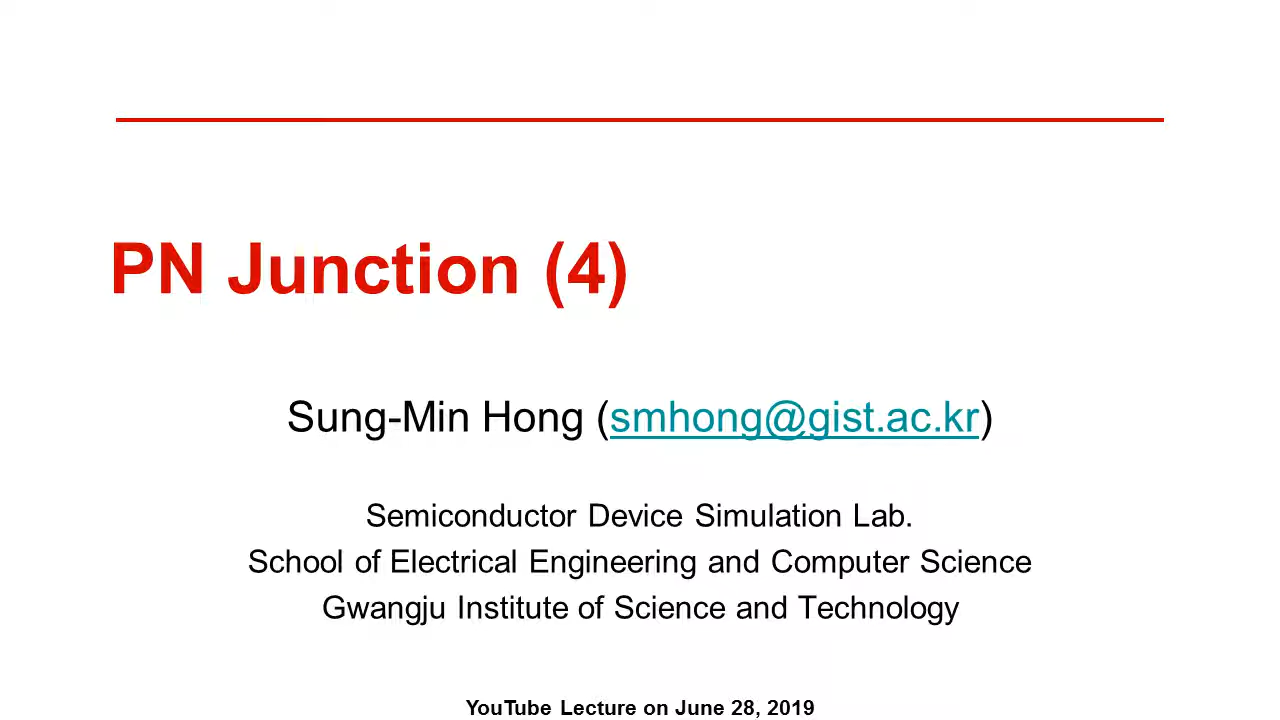 PN Junction (4)
Sung-Min Hong (smhong@gist.ac.kr)
Semiconductor Device Simulation Lab.
School of Electrical Engineering and Computer Science
Gwangju Institute of Science and Technology
YouTube Lecture on June 28, 2019